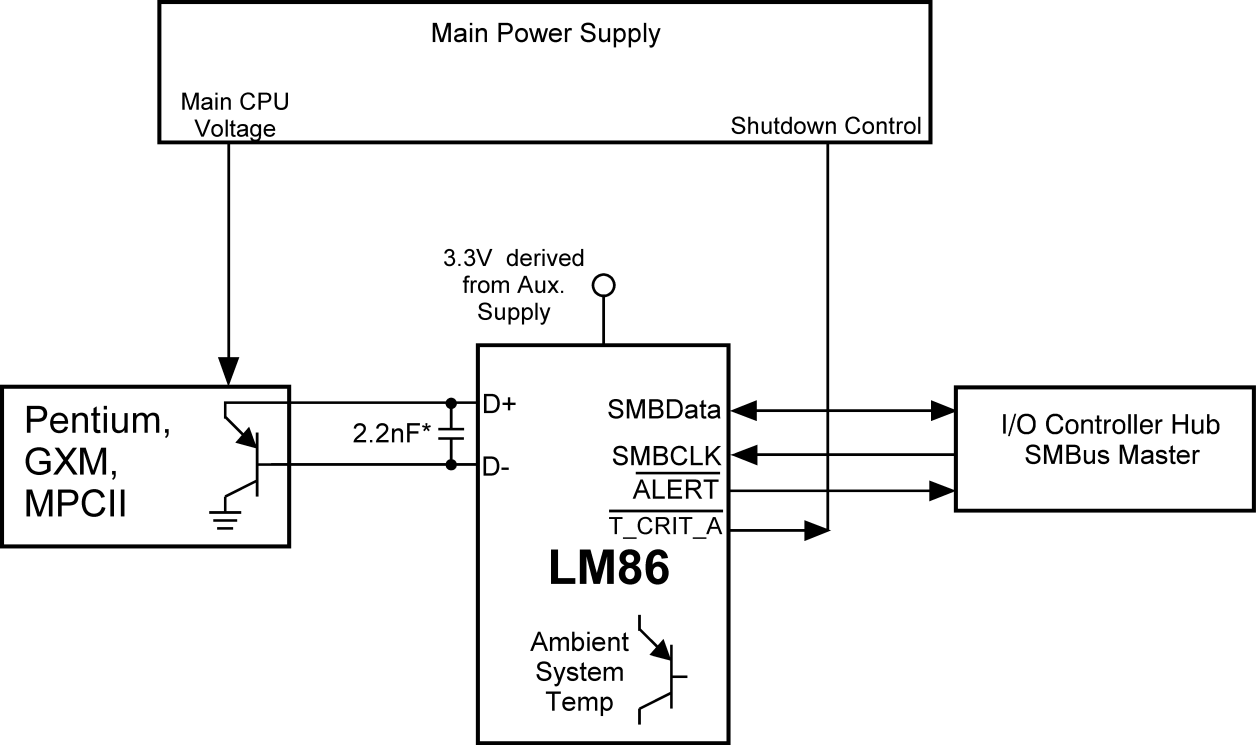 Main Power Supply
Main CPU
Voltage
Shutdown Control
3.3V derived
from Aux.
Supply
Pentium,
GXM,
MPCII
2.2nF*
D+
D-
SMBData
SMBCLK
ALERT
T_CRIT_A
LM86
Ambient
System
Temp
I/O Controller Hub
SMBus Master